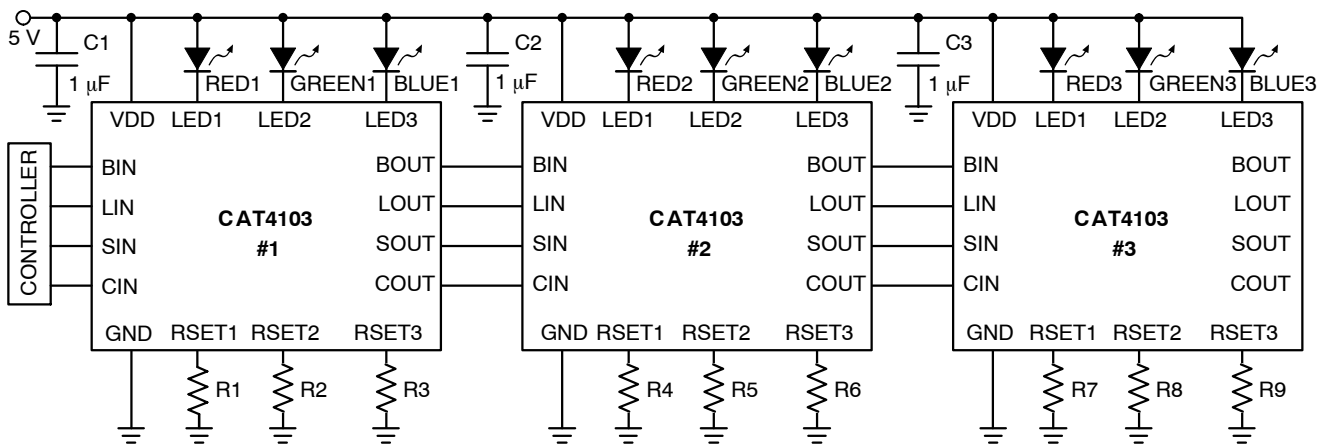 5 V
C1
1 μF
RED1
GREEN1
BLUE1
C2
1 μF
RED2
GREEN2
BLUE2
C3
1 μF
RED3
GREEN3
BLUE3
CONTROLLER
VDD LED1 LED2 LED3
BIN BOUT
LIN LOUT
CAT4103
#1
SIN SOUT
CIN COUT
GND RSET1 RSET2 RSET3
R1 R2 R3
VDD LED1 LED2 LED3
BIN BOUT
LIN LOUT
CAT4103
#2
SIN SOUT
CIN COUT
GND RSET1 RSET2 RSET3
R4 R5 R6
VDD LED1 LED2 LED3
BIN BOUT
LIN LOUT
CAT4103
#3
SIN SOUT
CIN COUT
GND RSET1 RSET2 RSET3
R7 R8 R9